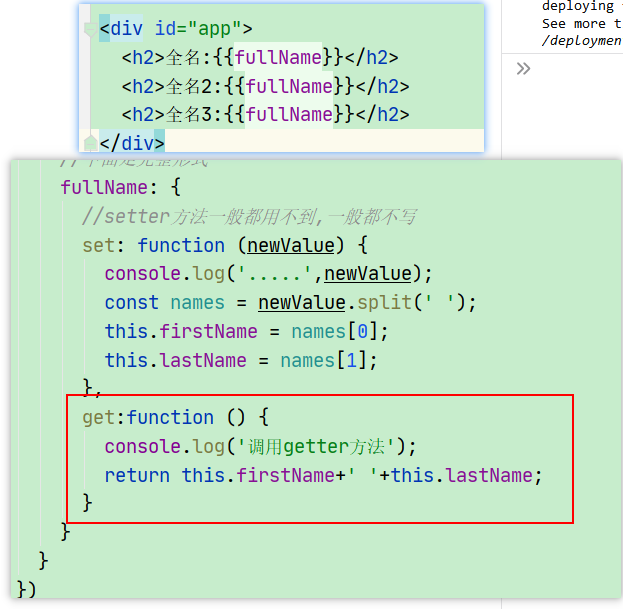 deploying
See more t
/deploymen
<div id="app">
<h2>全名:{{fullName}}</h2>
<h2>全名2:{{fullName}}</h2>
<h2>全名3:{{fullName}}</h2>
</div>
fullName: {
//setter方法一般都用不到,一般都不写
set: function (newValue) {
console.log('.....',newValue);
const names = newValue.split(' ');
this.firstName = names[0];
this.lastName = names[1];
},
get:function () {
console.log('调用getter方法');
return this.firstName+' '+this.lastName;
}
}
}
})